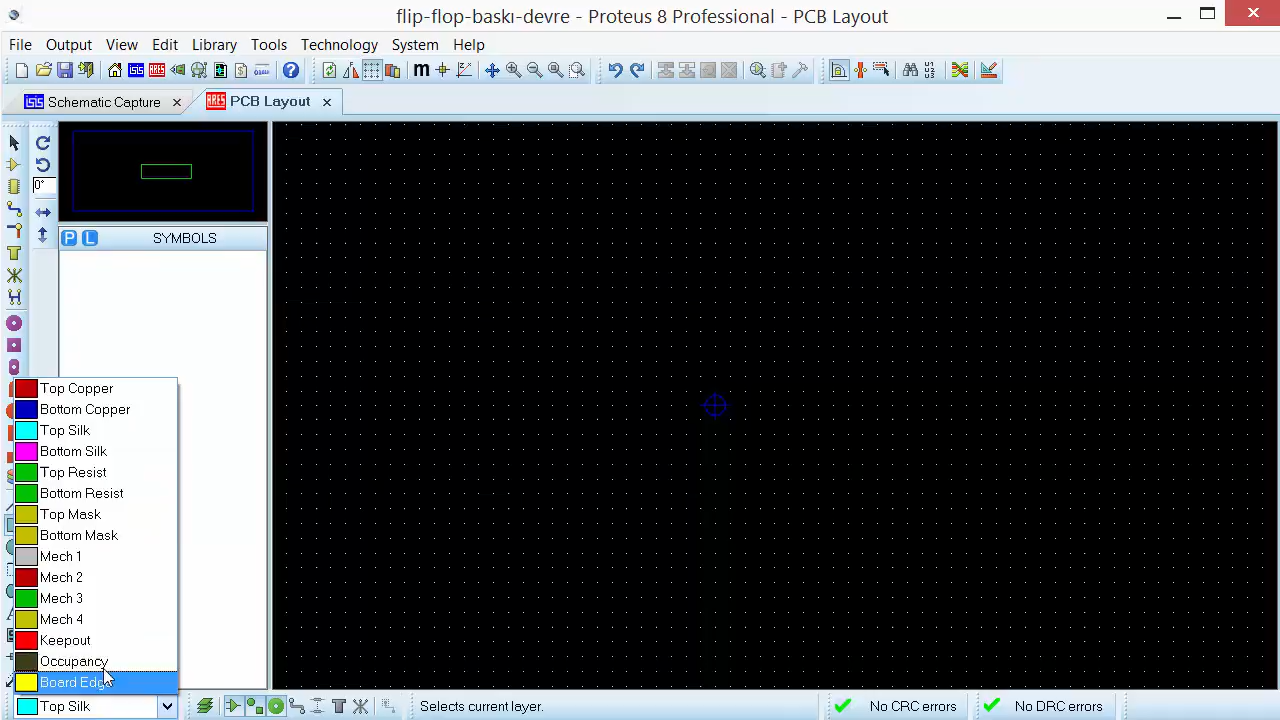 flip-flop-baskı-devre - Proteus 8 Professional - PCB Layout
File Output View Edit Library Tools Technology System Help
Schematic Capture
PCB Layout
0°
P L SYMBOLS
Top Copper
Bottom Copper
Top Silk
Bottom Silk
Top Resist
Bottom Resist
Top Mask
Bottom Mask
Mech 1
Mech 2
Mech 3
Mech 4
Keepout
Occupancy
Board Edge
Top Silk
Selects current layer.
No CRC errors
No DRC errors